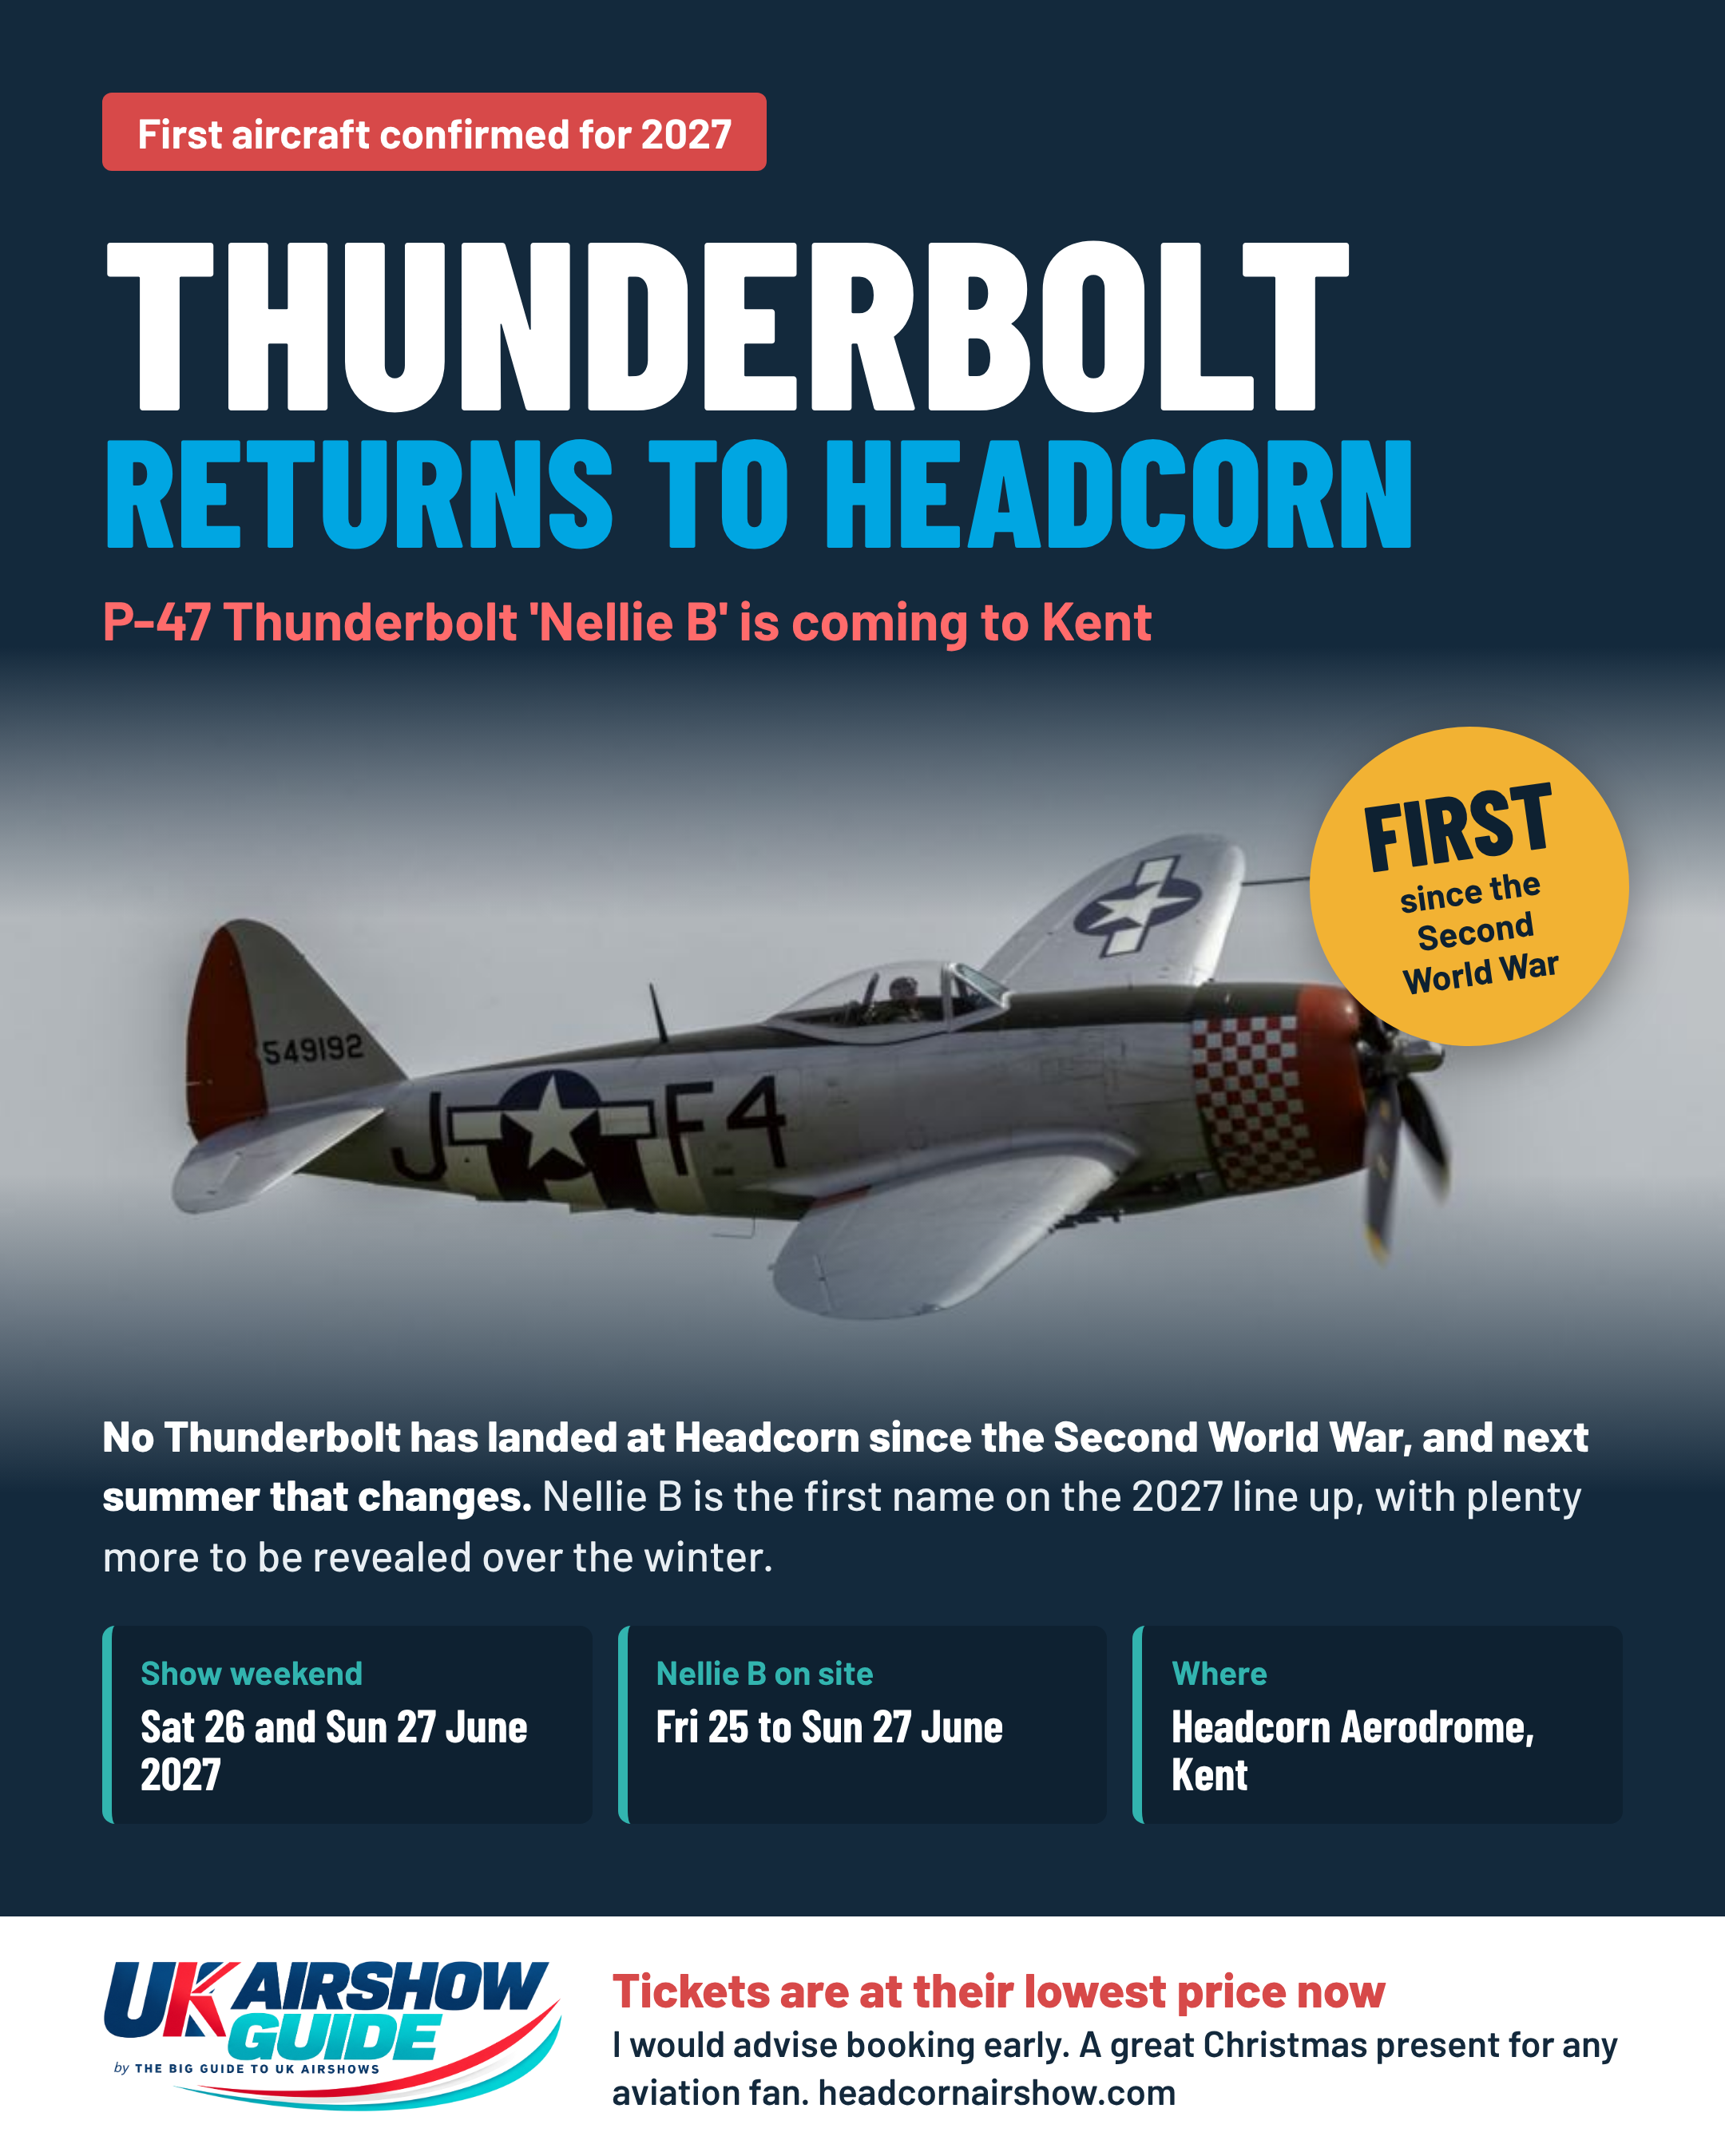 First aircraft confirmed for 2027
THUNDERBOLT
RETURNS TO HEADCORN
P-47 Thunderbolt 'Nellie B' is coming to Kent
FIRST
since the
Second
World War
549192
J F4
No Thunderbolt has landed at Headcorn since the Second World War, and next
summer that changes. Nellie B is the first name on the 2027 line up, with plenty
more to be revealed over the winter.
Show weekend
Sat 26 and Sun 27 June
2027
Nellie B on site
Fri 25 to Sun 27 June
Where
Headcorn Aerodrome,
Kent
UK AIRSHOW
GUIDE
by THE BIG GUIDE TO UK AIRSHOWS
Tickets are at their lowest price now
I would advise booking early. A great Christmas present for any
aviation fan. headcornairshow.com